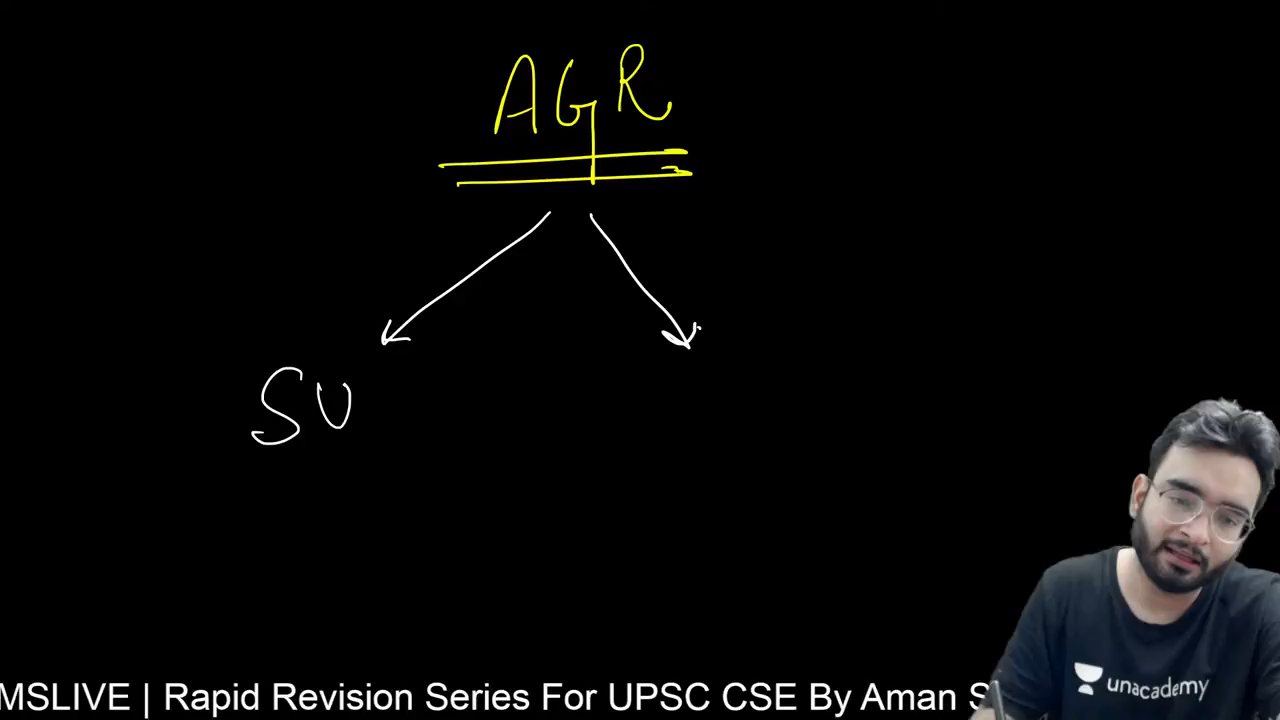 AGR
SU
unacademy
MSLIVE | Rapid Revision Series For UPSC CSE By Aman S